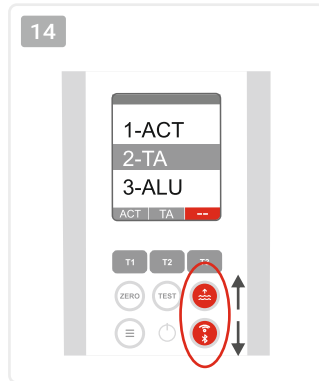 14
1-ACT
2-TA
3-ALU
ACT TA --
T1 T2 T3
ZERO TEST